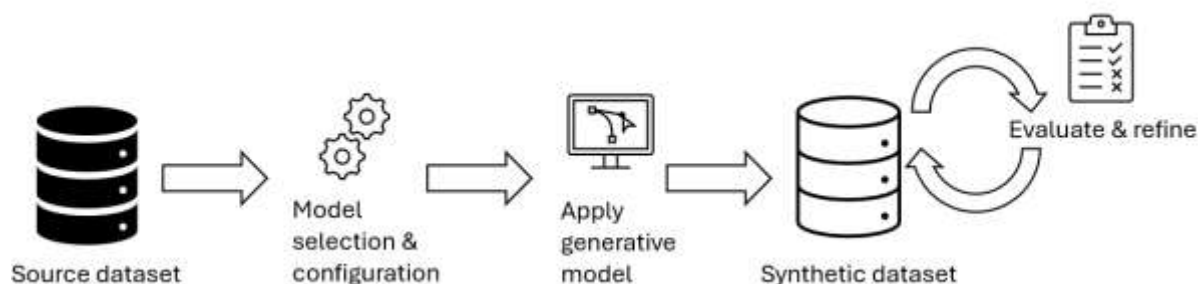 Source dataset
Model
selection &
configuration
Apply
generative
model
Synthetic dataset
Evaluate & refine